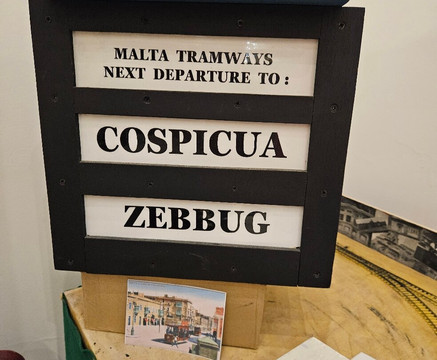 MALTA TRAMWAYS
NEXT DEPARTURE TO:
COSPICUA
ZEBBUG